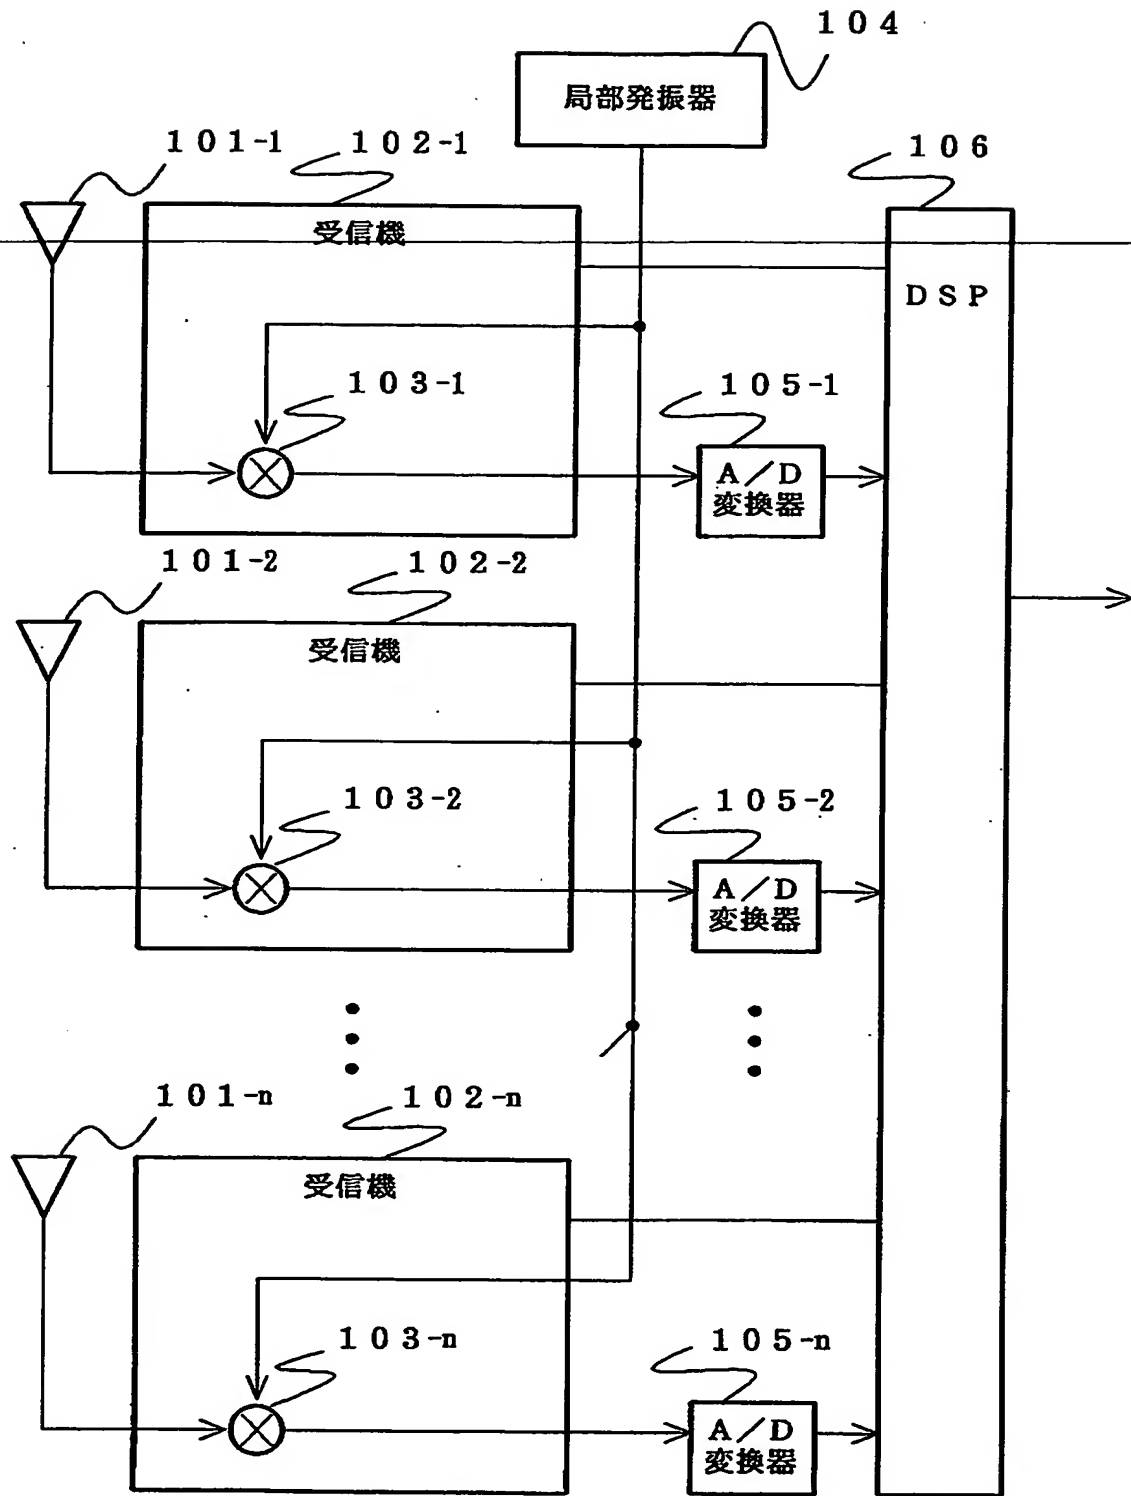 104
局部発振器
101-1
102-1
106
受信機
DSP
103-1
105-1
A/D
変換器
101-2
102-2
受信機
103-2
105-2
A/D
変換器
101-n
102-n
受信機
103-n
105-n
A/D
変換器